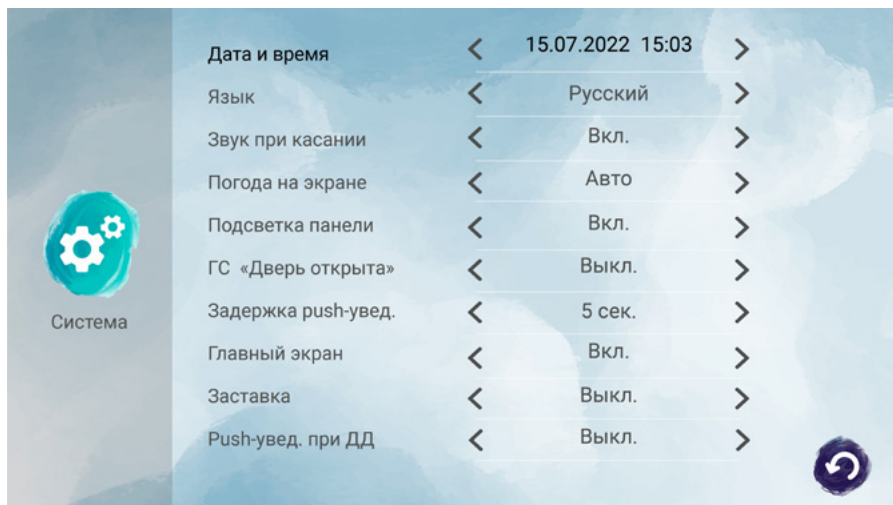 Дата и время 15.07.2022 15:03
Язык Русский
Звук при касании Вкл.
Погода на экране Авто
Подсветка панели Вкл.
ГС «Дверь открыта» Выкл.
Задержка push-увед. 5 сек.
Главный экран Вкл.
Заставка Выкл.
Push-увед. при ДД Выкл.
Система